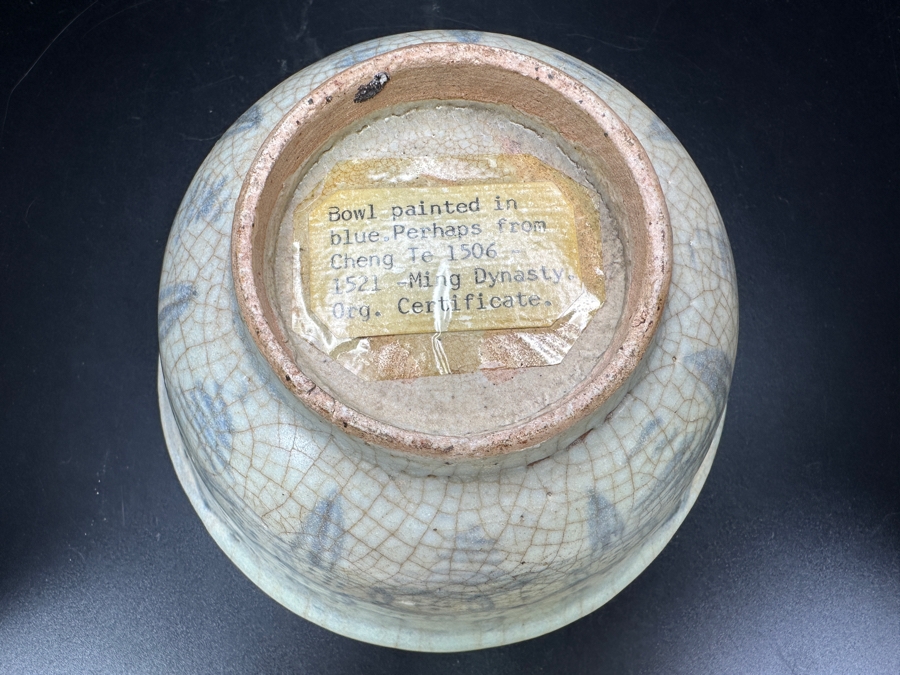 Bowl painted in
blue.Perhaps from
Cheng Te 1506 -
1521 -Ming Dynasty.
Org. Certificate.